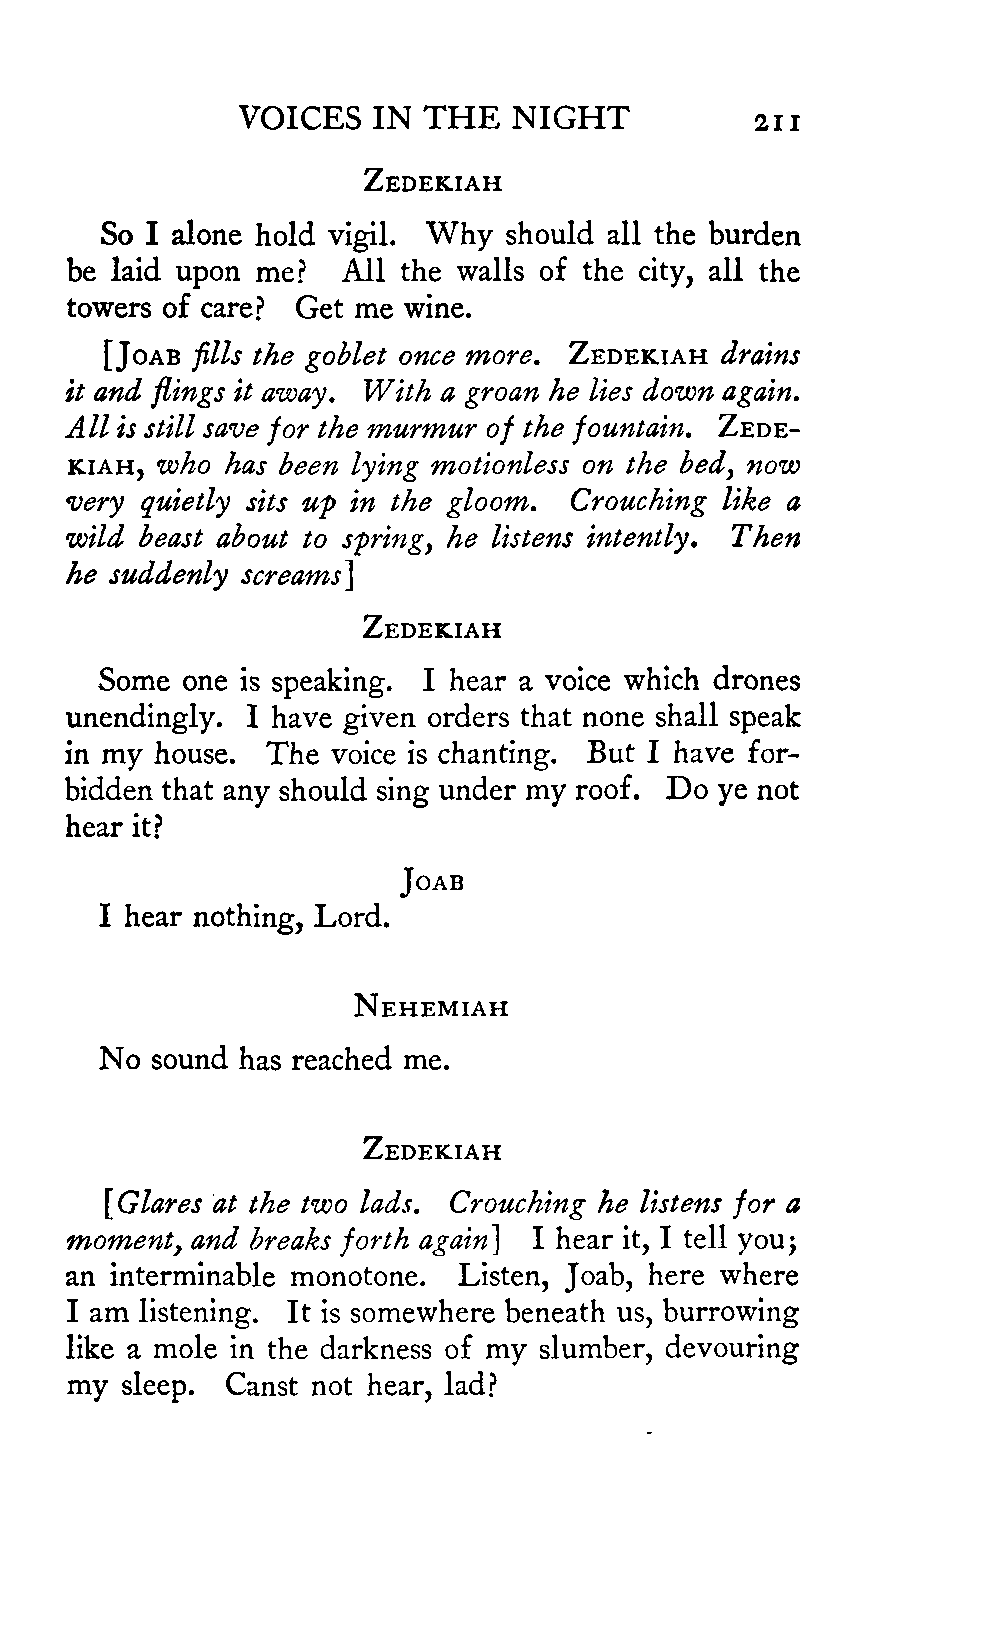 VOICES IN THE NIGHT 211
ZEDEKIAH
So I alone hold vigil. Why should all the burden
be laid upon me? All the walls of the city, all the
towers of care? Get me wine.
[JOAB fills the goblet once more. ZEDEKIAH drains
it and flings it away. With a groan he lies down again.
All is still save for the murmur of the fountain. ZEDE-
KIAH, who has been lying motionless on the bed, now
very quietly sits up in the gloom. Crouching like a
wild beast about to spring, he listens intently. Then
he suddenly screams]
ZEDEKIAH
Some one is speaking. I hear a voice which drones
unendingly. I have given orders that none shall speak
in my house. The voice is chanting. But I have for-
bidden that any should sing under my roof. Do ye not
hear it?
JOAB
I hear nothing, Lord.
NEHEMIAH
No sound has reached me.
ZEDEKIAH
[Glares at the two lads. Crouching he listens for a
moment, and breaks forth again] I hear it, I tell you;
an interminable monotone. Listen, Joab, here where
I am listening. It is somewhere beneath us, burrowing
like a mole in the darkness of my slumber, devouring
my sleep. Canst not hear, lad?